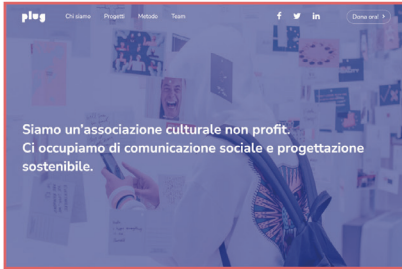 plug
Chi siamo Progetti Metodo Team
f in Dona ora! >
Siamo un'associazione culturale non profit.
Ci occupiamo di comunicazione sociale e progettazione
sostenibile.